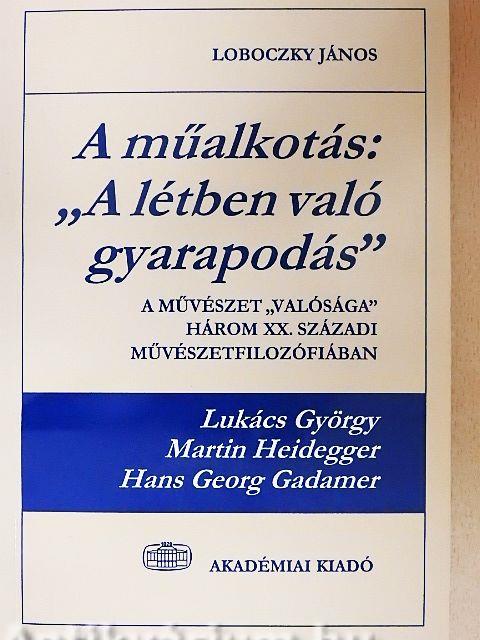 LOBOCZKY JÁNOS
A műalkotás:
„A létben való
gyarapodás”
A MŰVÉSZET „VALÓSÁGA”
HÁROM XX. SZÁZADI
MŰVÉSZETFILOZÓFIÁBAN
Lukács György
Martin Heidegger
Hans Georg Gadamer
1828
AKADÉMIAI KIADÓ